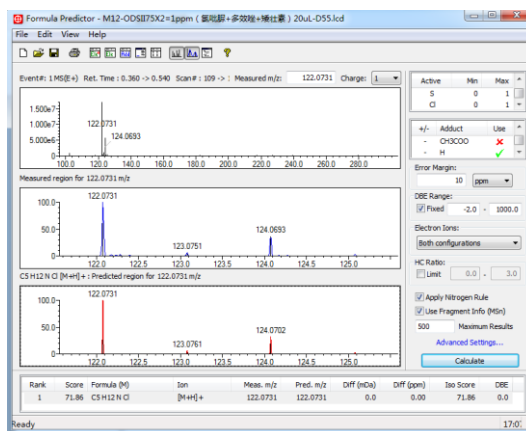 Formula Predictor - M12-ODSII75X2=1ppm (氯吡脲+多效唑+矮壮素) 20uL-D55.lcd
File Edit View Help
Event#: 1 MS(E+) Ret. Time : 0.360 -> 0.540 Scan# : 109 -> : Measured m/z: 122.0731 Charge: 1
Active Min Max
S 0 1
Cl 0 1
+/- Adduct Use
- CH3COO
- H
Error Margin:
10 ppm
DBE Range:
Fixed -2.0 - 1000.0
Electron Ions:
Both configurations
HC Ratio:
Limit 0.0 - 3.0
Apply Nitrogen Rule
Use Fragment Info (MSn)
500 Maximum Results
Advanced Settings...
Calculate
1.500e7
1.000e7
5.000e6
122.0731
124.0693
100.0 120.0 140.0 160.0 180.0 200.0 220.0 240.0 260.0 280.0
Measured region for 122.0731 m/z
122.0731
100.0
50.0
0.0
123.0751
124.0693
122.0 122.5 123.0 123.5 124.0 124.5 125.0
C5 H12 N Cl [M+H]+ : Predicted region for 122.0731 m/z
122.0731
100.0
50.0
0.0
123.0761
124.0702
122.0 122.5 123.0 123.5 124.0 124.5 125.0
Rank Score Formula (M) Ion Meas. m/z Pred. m/z Diff (mDa) Diff (ppm) Iso Score DBE
1 71.86 C5 H12 N Cl [M+H]+ 122.0731 122.0731 0.0 0.00 71.86 0.0
Ready